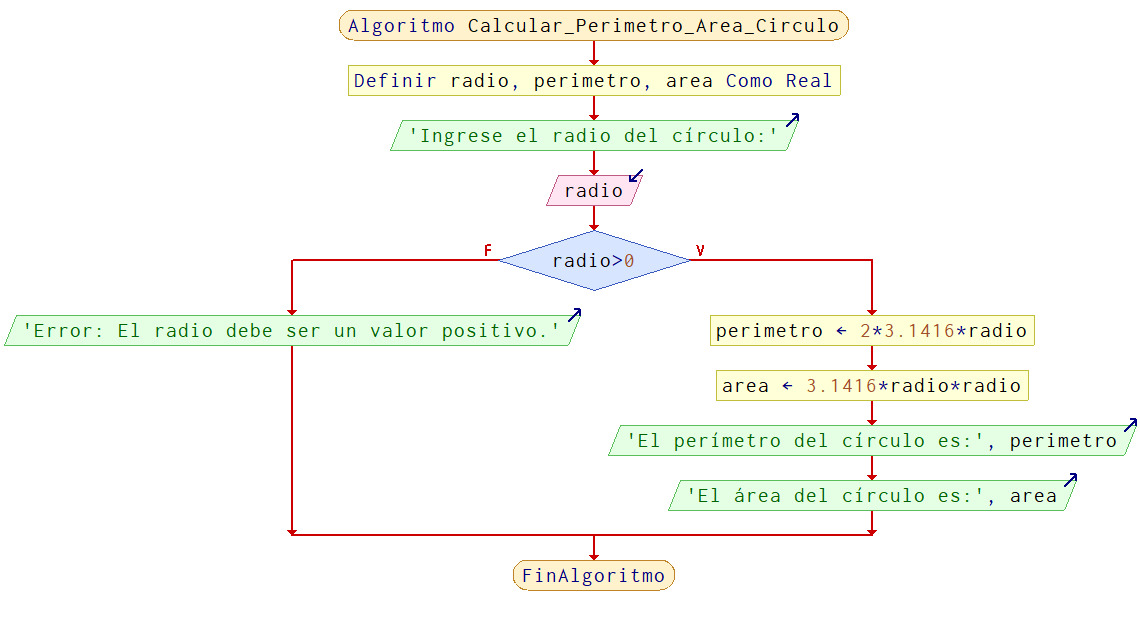 Algoritmo Calcular_Perimetro_Area_Circulo
Definir radio, perimetro, area Como Real
'Ingrese el radio del círculo:'
radio
radio>0
F
V
'Error: El radio debe ser un valor positivo.'
perimetro ← 2*3.1416*radio
area ← 3.1416*radio*radio
'El perímetro del círculo es:', perimetro
'El área del círculo es:', area
FinAlgoritmo